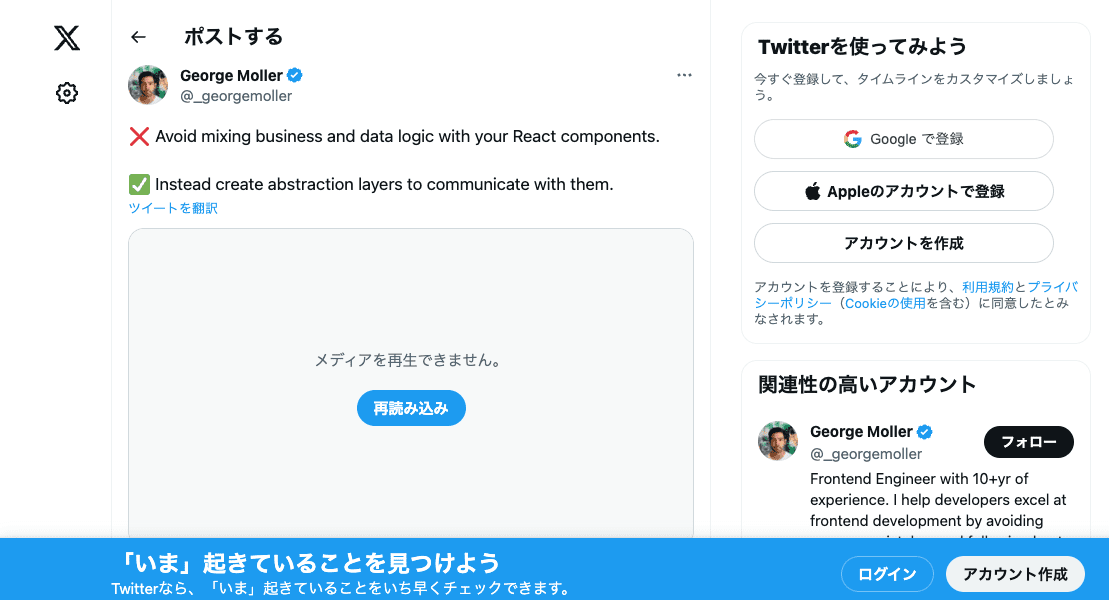 ポストする
George Moller
@_georgemoller
❌ Avoid mixing business and data logic with your React components.
✅ Instead create abstraction layers to communicate with them.
ツイートを翻訳
メディアを再生できません。
再読み込み
Twitterを使ってみよう
今すぐ登録して、タイムラインをカスタマイズしましょ
う。
Google で登録
Appleのアカウントで登録
アカウントを作成
アカウントを登録することにより、利用規約とプライバ
シーポリシー（Cookieの使用を含む）に同意したとみ
なされます。
関連性の高いアカウント
George Moller
@_georgemoller
フォロー
Frontend Engineer with 10+yr of
experience. I help developers excel at
frontend development by avoiding
「いま」起きていることを見つけよう
Twitterなら、「いま」起きていることをいち早くチェックできます。
ログイン
アカウント作成